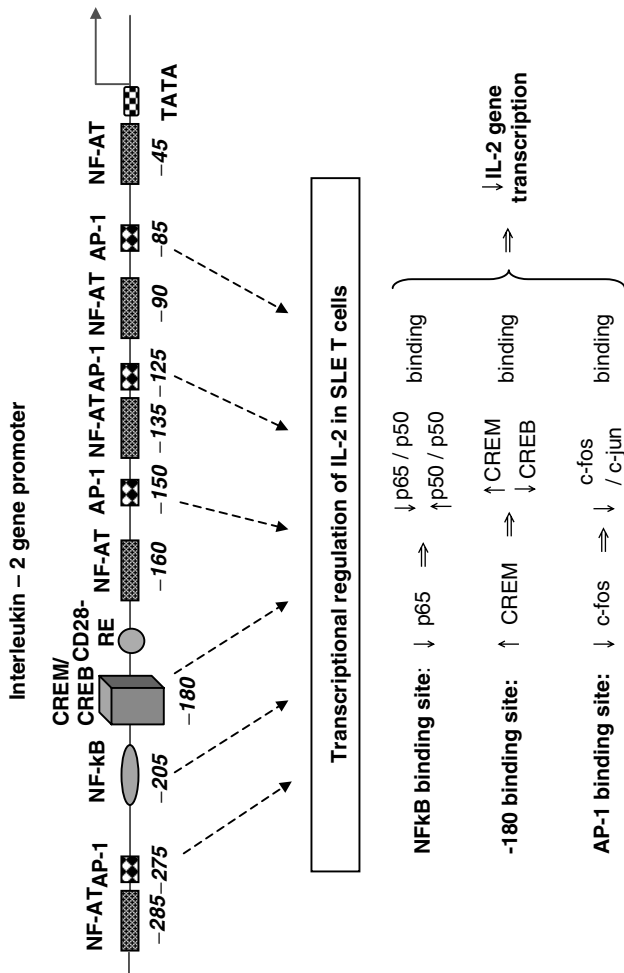 Interleukin – 2 gene promoter
NF-AT AP-1 NF-kB CREM/ CD28- NF-AT AP-1 NF-AT AP-1 NF-AT AP-1 NF-AT TATA
CREB RE
–285 –275 –205 –180 –160 –150 –135 –125 –90 –85 –45
Transcriptional regulation of IL-2 in SLE T cells
NFkB binding site: ↓ p65 ⇒ ↓p65 / p50 binding
↑p50 / p50
-180 binding site: ↑ CREM ⇒ ↑CREM binding ⇒ ↓IL-2 gene
↓CREB transcription
AP-1 binding site: ↓ c-fos ⇒ ↓ c-fos binding
/ c-jun